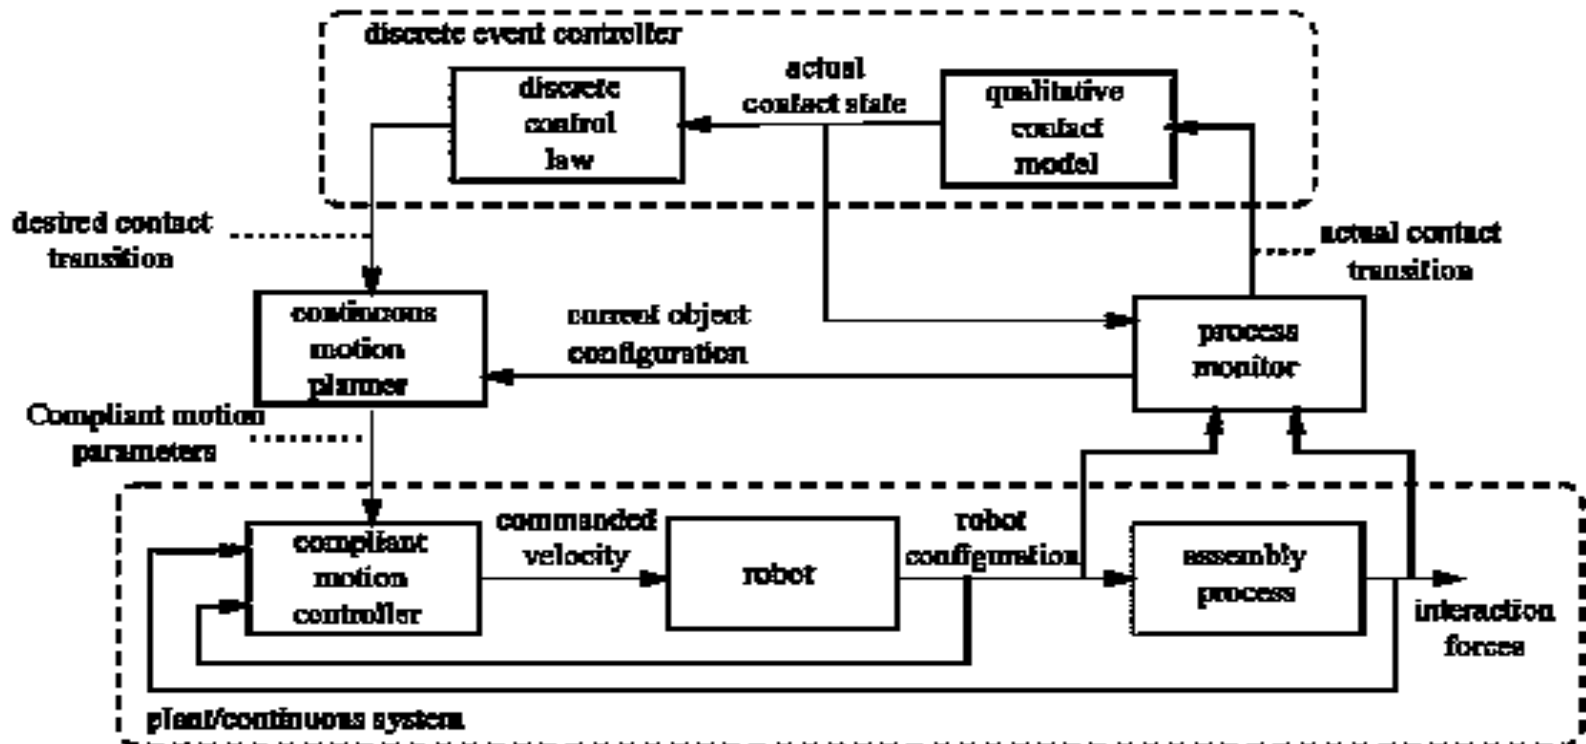 discrete event controller
discrete
control
law
actual
contact state
qualitative
contact
model
desired contact
transition
actual contact
transition
continuous
motion
planner
current object
configuration
process
monitor
Compliant motion
parameters
compliant
motion
controller
commanded
velocity
robot
robot
configuration
assembly
process
interaction
forces
plant/continuous system